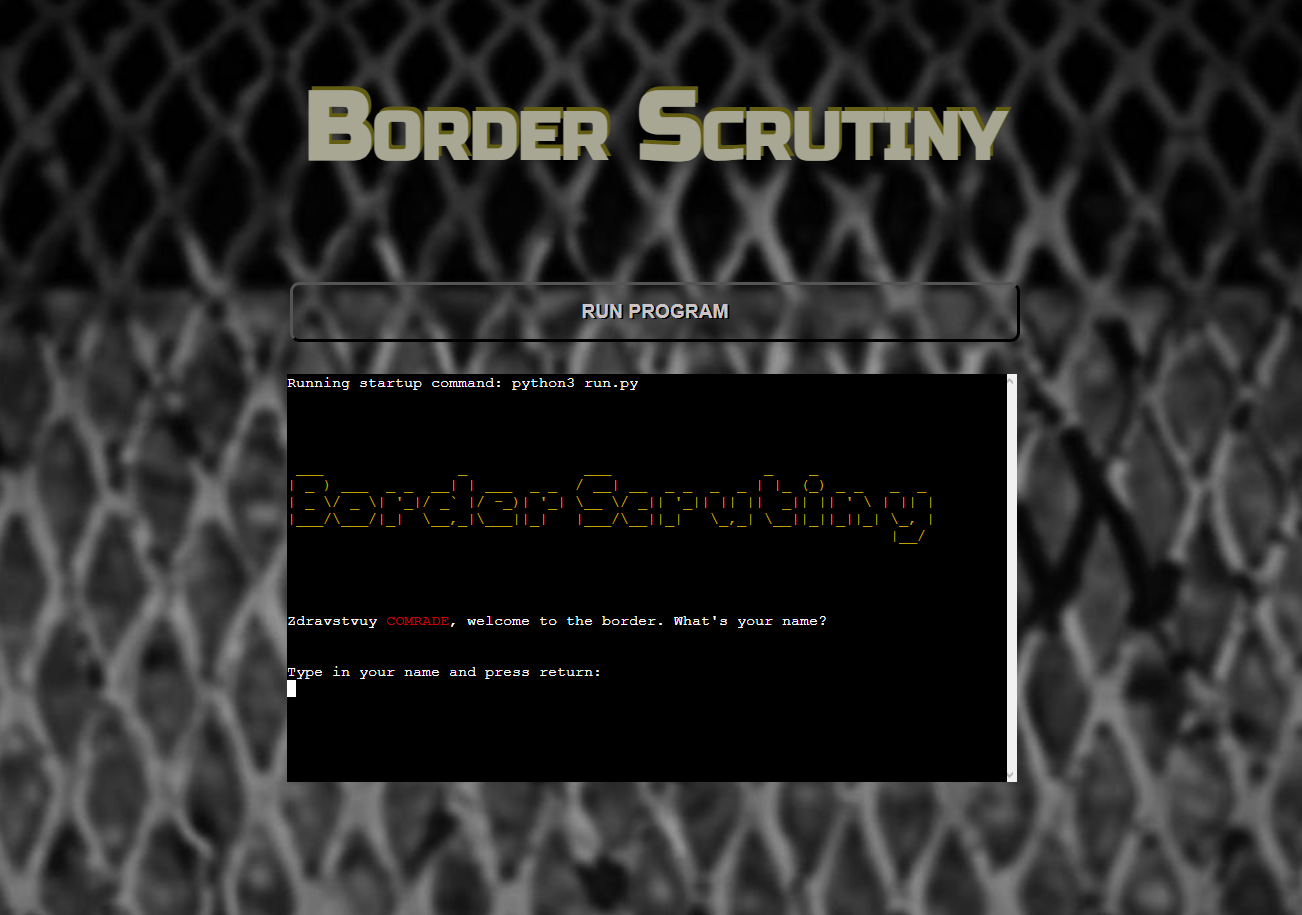 Border Scrutiny
RUN PROGRAM
Running startup command: python3 run.py
Border Scrutiny
Zdravstvuy COMRADE, welcome to the border. What's your name?
Type in your name and press return: